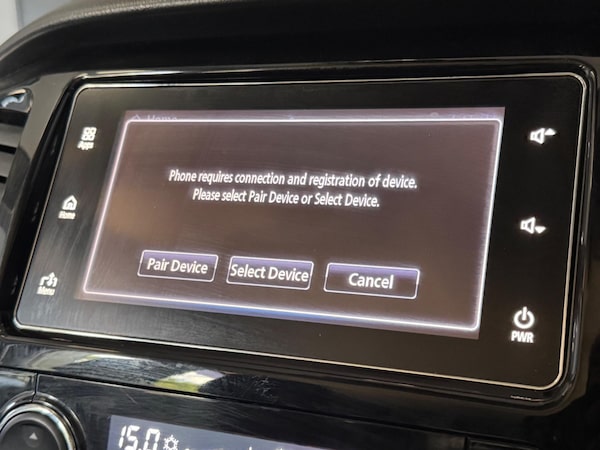 Home
Apps
Home
Menu
Phone requires connection and registration of device.
Please select Pair Device or Select Device.
Pair Device
Select Device
Cancel
PWR
15.0